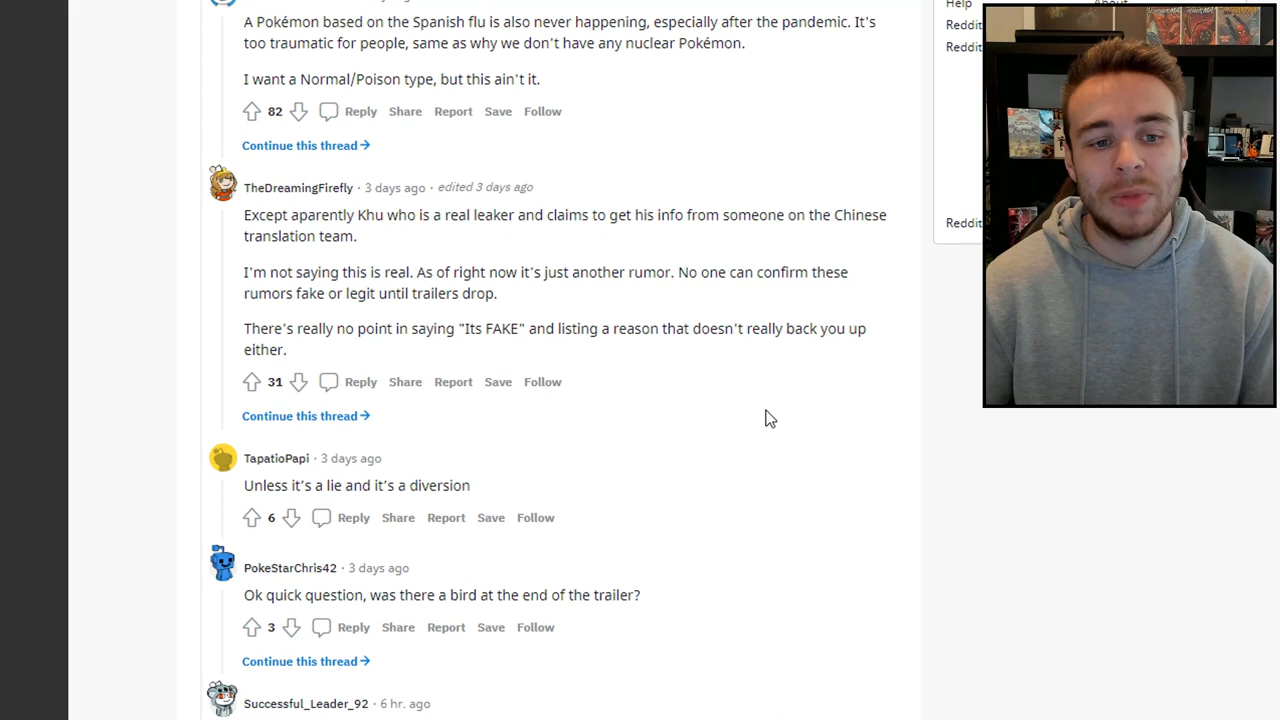 Help
About
Reddit
Reddit
A Pokémon based on the Spanish flu is also never happening, especially after the pandemic. It's
too traumatic for people, same as why we don't have any nuclear Pokémon.
I want a Normal/Poison type, but this ain't it.
82 Reply Share Report Save Follow
Continue this thread
TheDreamingFirefly · 3 days ago · edited 3 days ago
Except aparently Khu who is a real leaker and claims to get his info from someone on the Chinese
translation team.
I'm not saying this is real. As of right now it's just another rumor. No one can confirm these
rumors fake or legit until trailers drop.
There's really no point in saying "Its FAKE" and listing a reason that doesn't really back you up
either.
31 Reply Share Report Save Follow
Continue this thread
TapatioPapi · 3 days ago
Unless it's a lie and it's a diversion
6 Reply Share Report Save Follow
PokeStarChris42 · 3 days ago
Ok quick question, was there a bird at the end of the trailer?
3 Reply Share Report Save Follow
Continue this thread
Successful_Leader_92 · 6 hr. ago
Reddit